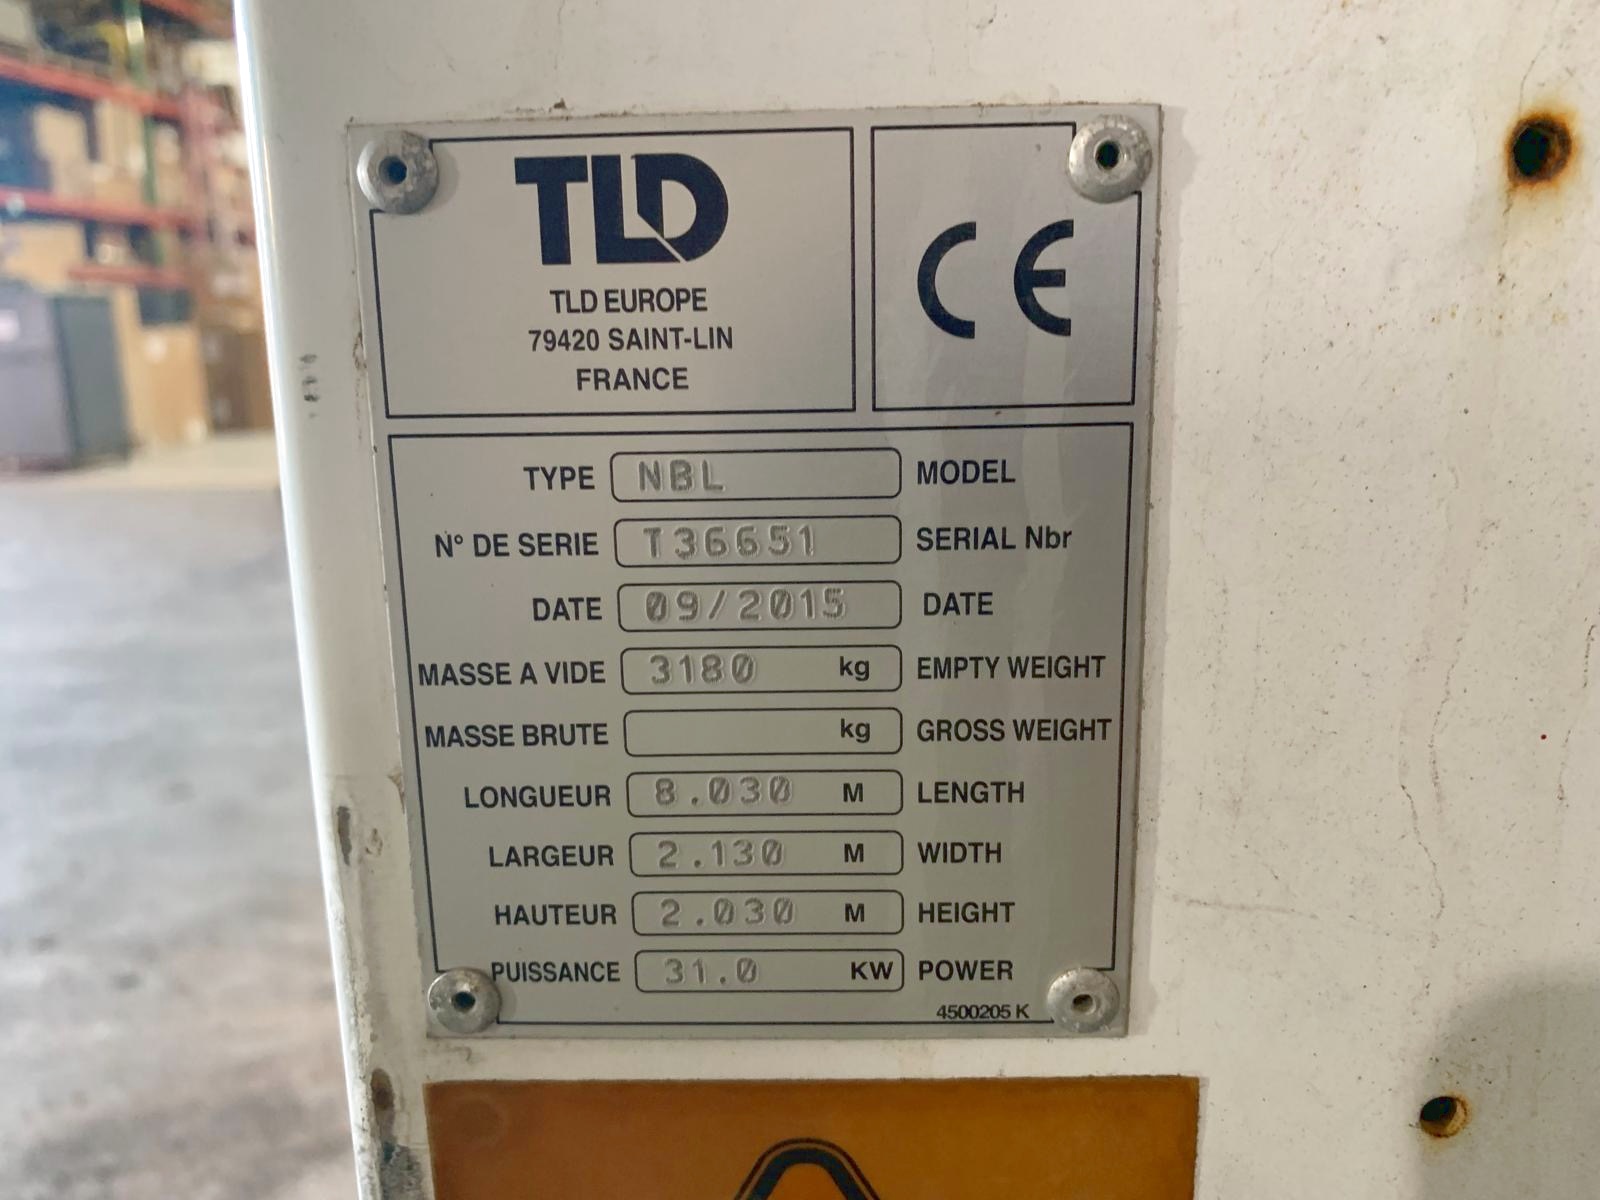 TLD
TLD EUROPE
79420 SAINT-LIN
FRANCE
CE
TYPE NBL MODEL
N° DE SERIE T36651 SERIAL Nbr
DATE 09/2015 DATE
MASSE A VIDE 3180 kg EMPTY WEIGHT
MASSE BRUTE kg GROSS WEIGHT
LONGUEUR 8.030 M LENGTH
LARGEUR 2.130 M WIDTH
HAUTEUR 2.030 M HEIGHT
PUISSANCE 31.0 KW POWER
4500205 K